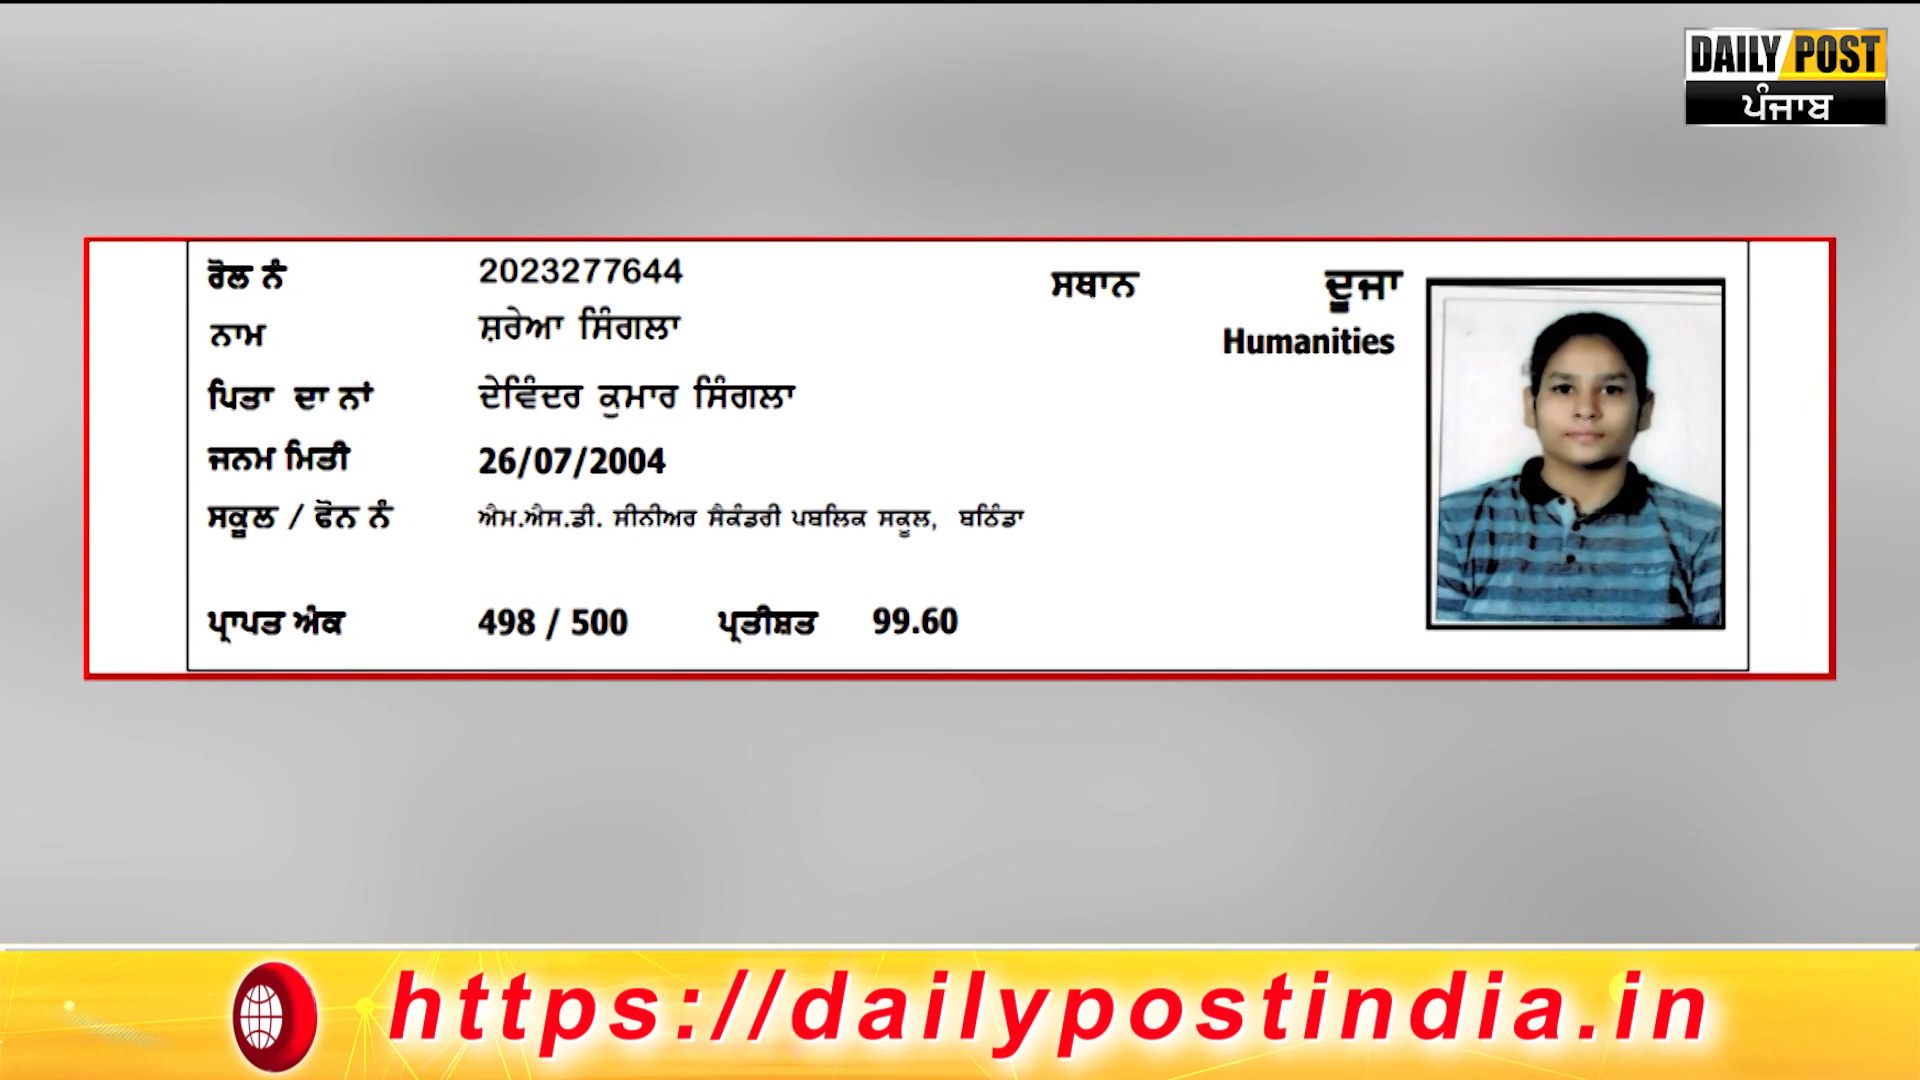 DAILY POST
ਪੰਜਾਬ
ਰੋਲ ਨੰ 2023277644 ਸਥਾਨ ਦੂਜਾ
ਨਾਮ ਸ਼ਰੇਆ ਸਿੰਗਲਾ Humanities
ਪਿਤਾ ਦਾ ਨਾਂ ਦੇਵਿੰਦਰ ਕੁਮਾਰ ਸਿੰਗਲਾ
ਜਨਮ ਮਿਤੀ 26/07/2004
ਸਕੂਲ / ਫੋਨ ਨੰ ਐਮ.ਐਸ.ਡੀ. ਸੀਨੀਅਰ ਸੈਕੰਡਰੀ ਪਬਲਿਕ ਸਕੂਲ, ਬਠਿੰਡਾ
ਪ੍ਰਾਪਤ ਅੰਕ 498 / 500 ਪ੍ਰਤੀਸ਼ਤ 99.60
https://dailypostindia.in